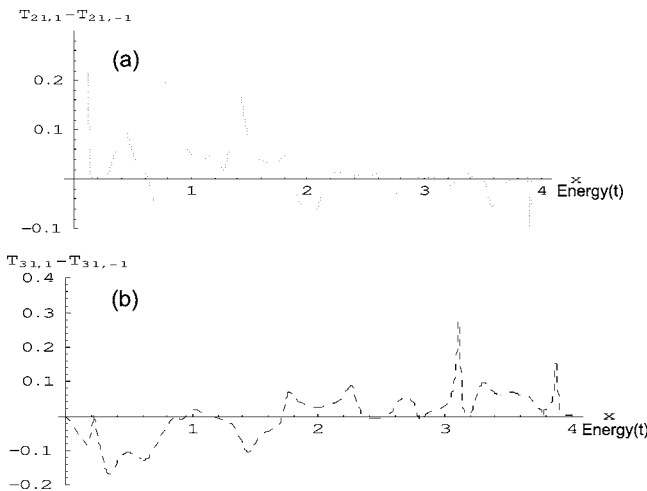 T21,1-T21,-1
(a)
0.2
0.1
-0.1
1 2 3 4 x
Energy(t)
T31,1-T31,-1
(b)
0.4
0.3
0.2
0.1
-0.1
-0.2
1 2 3 4 x
Energy(t)